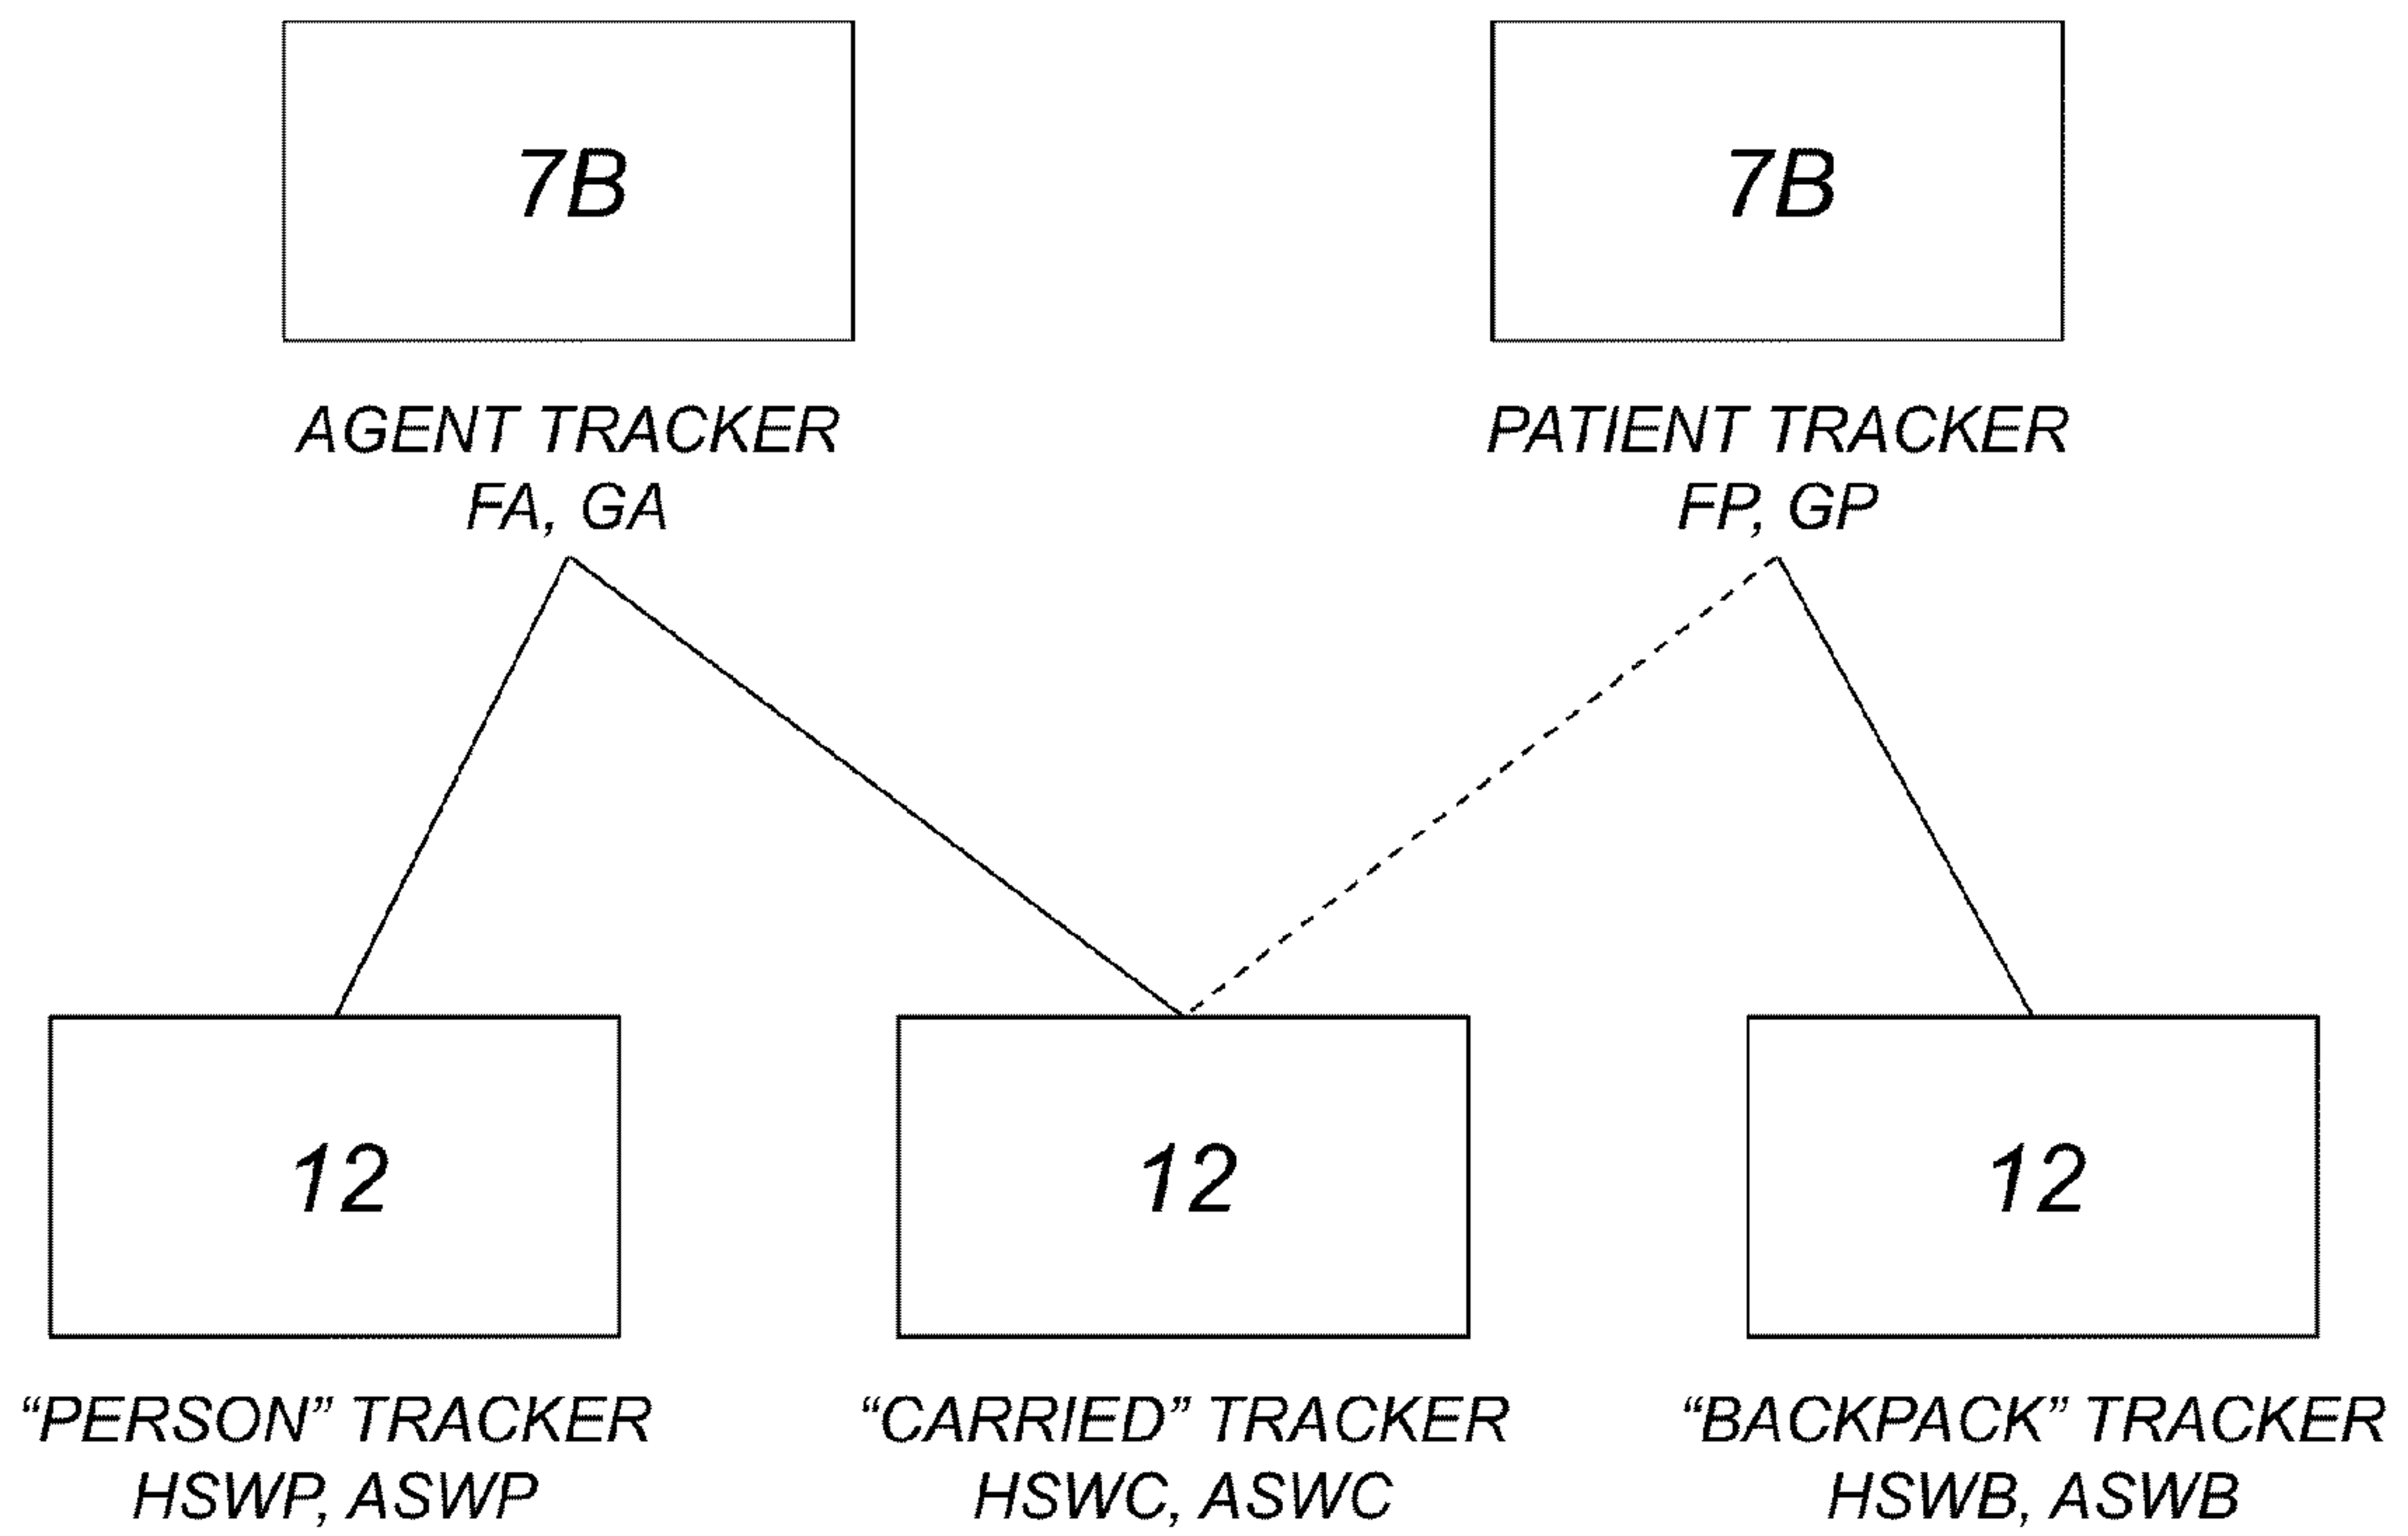 7B
7B
AGENT TRACKER
FA, GA
PATIENT TRACKER
FP, GP
12
12
12
“PERSON” TRACKER
HSWP, ASWP
“CARRIED” TRACKER
HSWC, ASWC
“BACKPACK” TRACKER
HSWB, ASWB